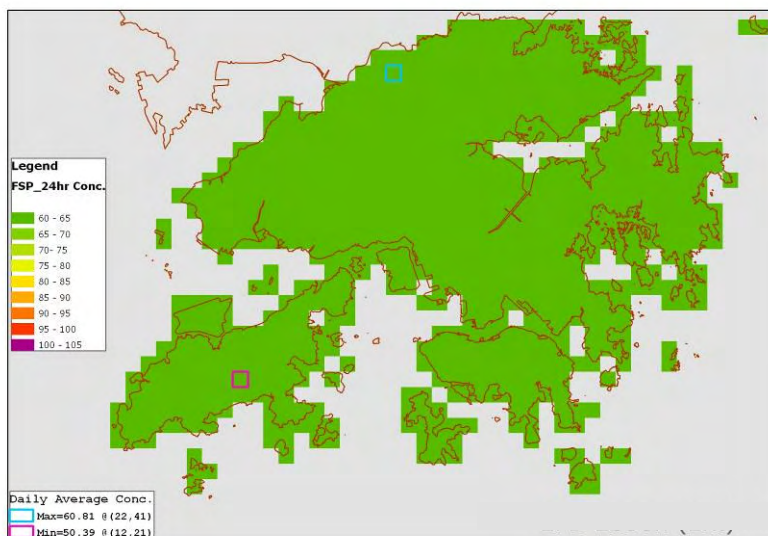 Legend
FSP_24hr Conc.
60 - 65
65 - 70
70- 75
75 - 80
80 - 85
85 - 90
90 - 95
95 - 100
100 - 105
Daily Average Conc.
Max=60.81 @(22,41)
Min=50.39 @(12,21)